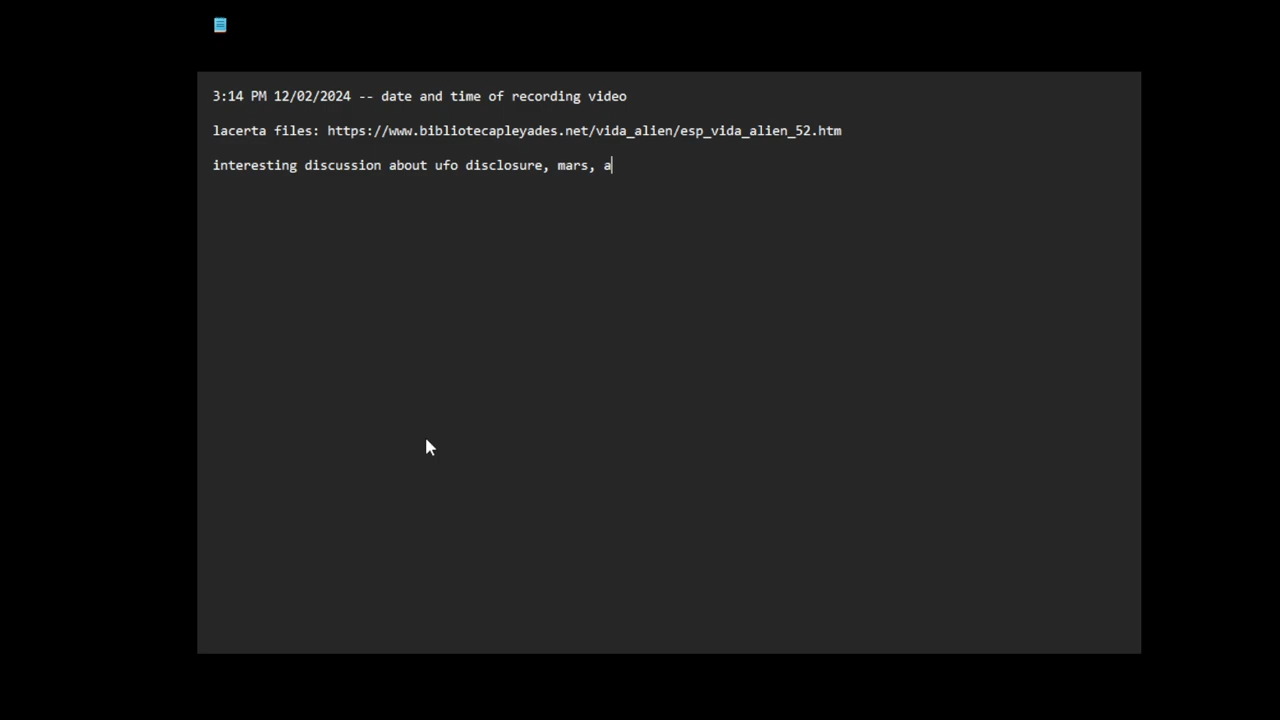 3:14 PM 12/02/2024 -- date and time of recording video
lacerta files: https://www.bibliotecapleyades.net/vida_alien/esp_vida_alien_52.htm
interesting discussion about ufo disclosure, mars, a